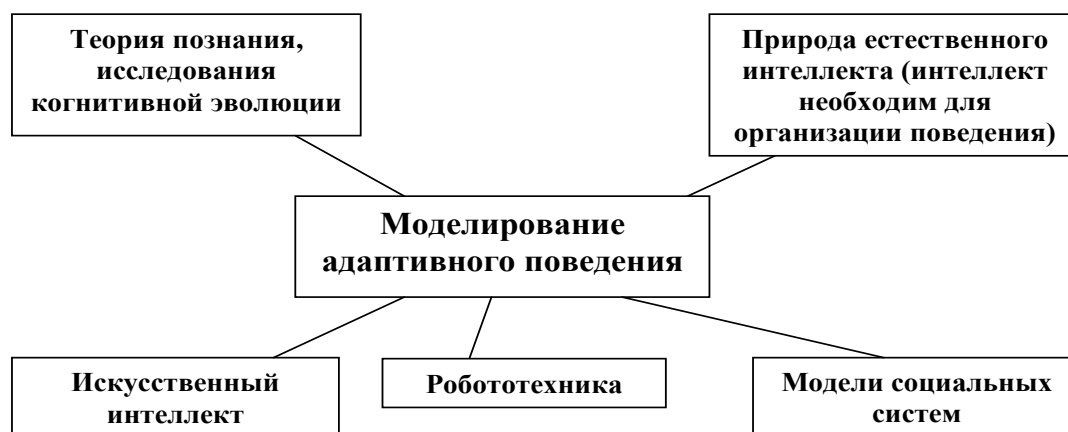 Теория познания,
исследования
когнитивной эволюции
Природа естественного
интеллекта (интеллект
необходим для
организации поведения)
Моделирование
адаптивного поведения
Искусственный
интеллект
Робототехника
Модели социальных
систем